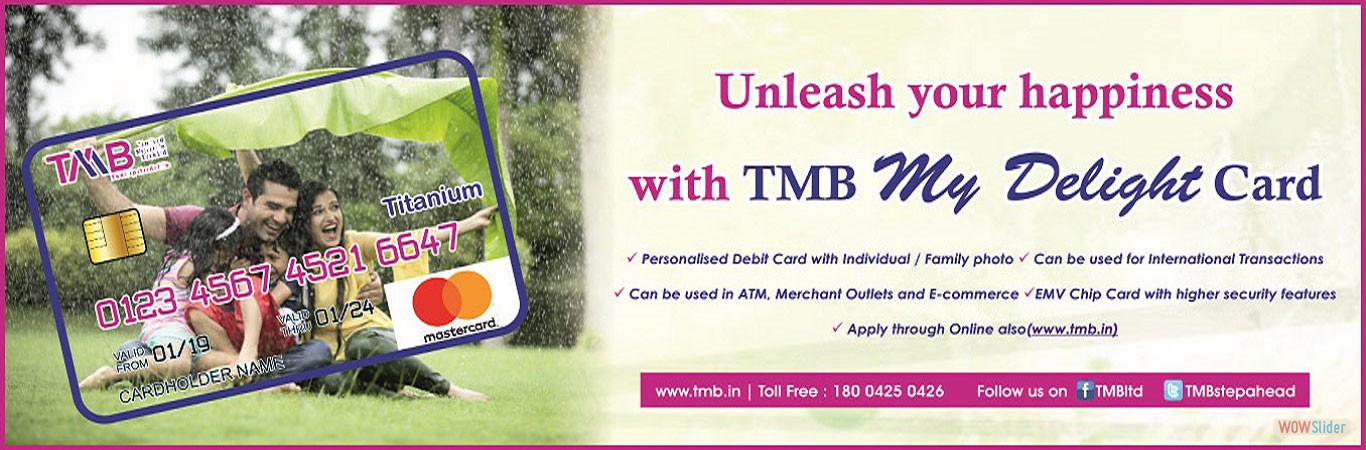 TMB
Titanium
0123 4567 4521 6647
mastercard.
VALID
THRU 01/24
VALID
FROM 01/19
CARDHOLDER NAME
Unleash your happiness
with TMB My Delight Card
✓ Personalised Debit Card with Individual / Family photo ✓ Can be used for International Transactions
✓ Can be used in ATM, Merchant Outlets and E-commerce ✓EMV Chip Card with higher security features
✓ Apply through Online also(www.tmb.in)
www.tmb.in | Toll Free : 180 0425 0426 Follow us on f TMBltd TMBstepahead
WOWSlider